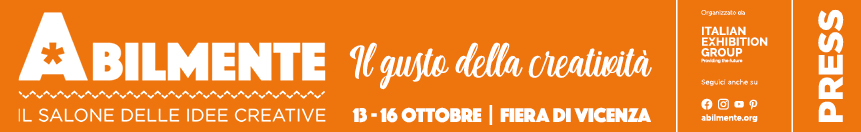 ABILMENTE
IL SALONE DELLE IDEE CREATIVE
Il gusto della creatività
13 - 16 OTTOBRE | FIERA DI VICENZA
Organizzato da
ITALIAN
EXHIBITION
GROUP
Providing the future
Seguici anche su
abilmente.org
PRESS